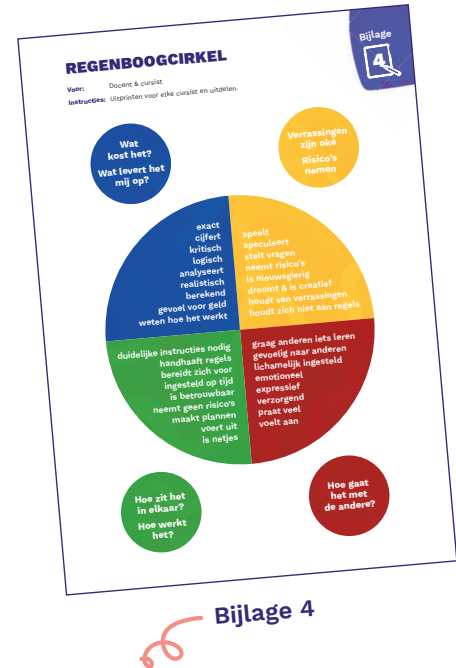 Bijlage
4
REGENBOOGCIRKEL
Voor: Docent & cursist
Instructies: Uitprinten voor elke cursist en uitdelen.
Wat
kost het?
Wat levert het
mij op?
Verrassingen
zijn oké
Risico's
nemen
exact
cijfert
kritisch
logisch
analyseert
realistisch
berekend
gevoel voor geld
weten hoe het werkt
speelt
speculeert
stelt vragen
neemt risico's
is nieuwsgierig
droomt & is creatief
houdt van verrassingen
houdt zich niet aan regels
duidelijke instructies nodig
handhaaft regels
bereidt zich voor
ingesteld op tijd
is betrouwbaar
neemt geen risico's
maakt plannen
voert uit
is netjes
graag anderen iets leren
gevoelig naar anderen
lichamelijk ingesteld
emotioneel
expressief
verzorgend
praat veel
voelt aan
Hoe zit het
in elkaar?
Hoe werkt
het?
Hoe gaat
het met
de andere?
Bijlage 4